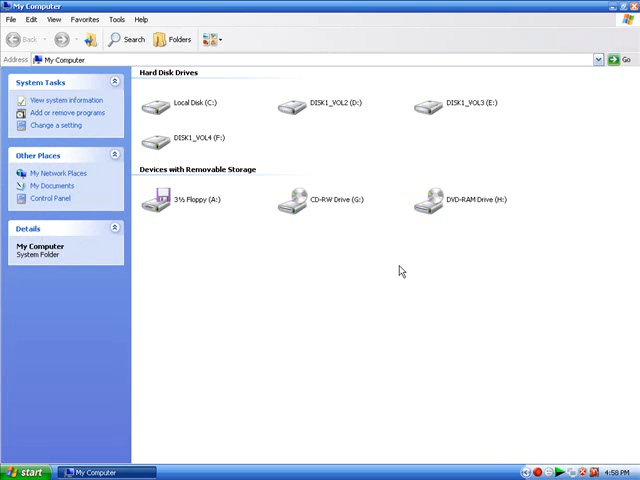 My Computer
File Edit View Favorites Tools Help
Back Search Folders
Address My Computer Go
System Tasks
View system information
Add or remove programs
Change a setting
Other Places
My Network Places
My Documents
Control Panel
Details
My Computer
System Folder
Hard Disk Drives
Local Disk (C:) DISK1_VOL2 (D:) DISK1_VOL3 (E:)
DISK1_VOL4 (F:)
Devices with Removable Storage
3½ Floppy (A:) CD-RW Drive (G:) DVD-RAM Drive (H:)
start My Computer 4:58 PM